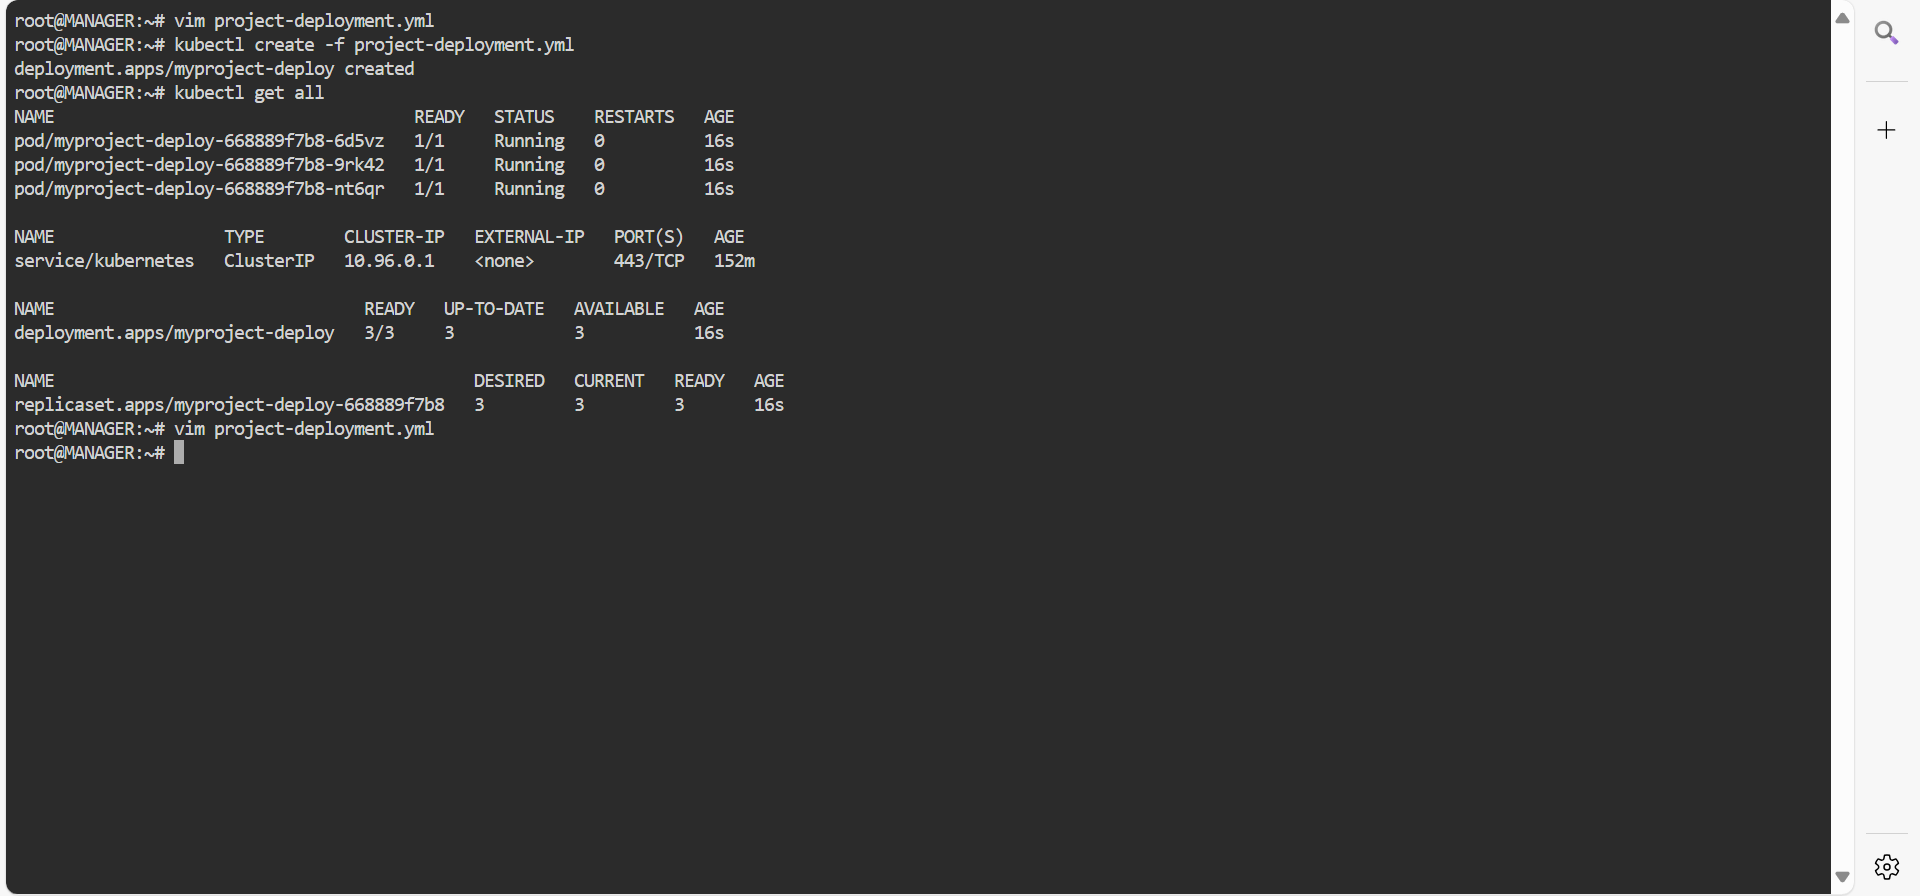 root@MANAGER:~# vim project-deployment.yml
root@MANAGER:~# kubectl create -f project-deployment.yml
deployment.apps/myproject-deploy created
root@MANAGER:~# kubectl get all
NAME                                    READY   STATUS    RESTARTS   AGE
pod/myproject-deploy-668889f7b8-6d5vz   1/1     Running   0          16s
pod/myproject-deploy-668889f7b8-9rk42   1/1     Running   0          16s
pod/myproject-deploy-668889f7b8-nt6qr   1/1     Running   0          16s

NAME                 TYPE        CLUSTER-IP   EXTERNAL-IP   PORT(S)   AGE
service/kubernetes   ClusterIP   10.96.0.1    <none>        443/TCP   152m

NAME                               READY   UP-TO-DATE   AVAILABLE   AGE
deployment.apps/myproject-deploy   3/3     3            3           16s

NAME                                          DESIRED   CURRENT   READY   AGE
replicaset.apps/myproject-deploy-668889f7b8   3         3         3       16s
root@MANAGER:~# vim project-deployment.yml
root@MANAGER:~#